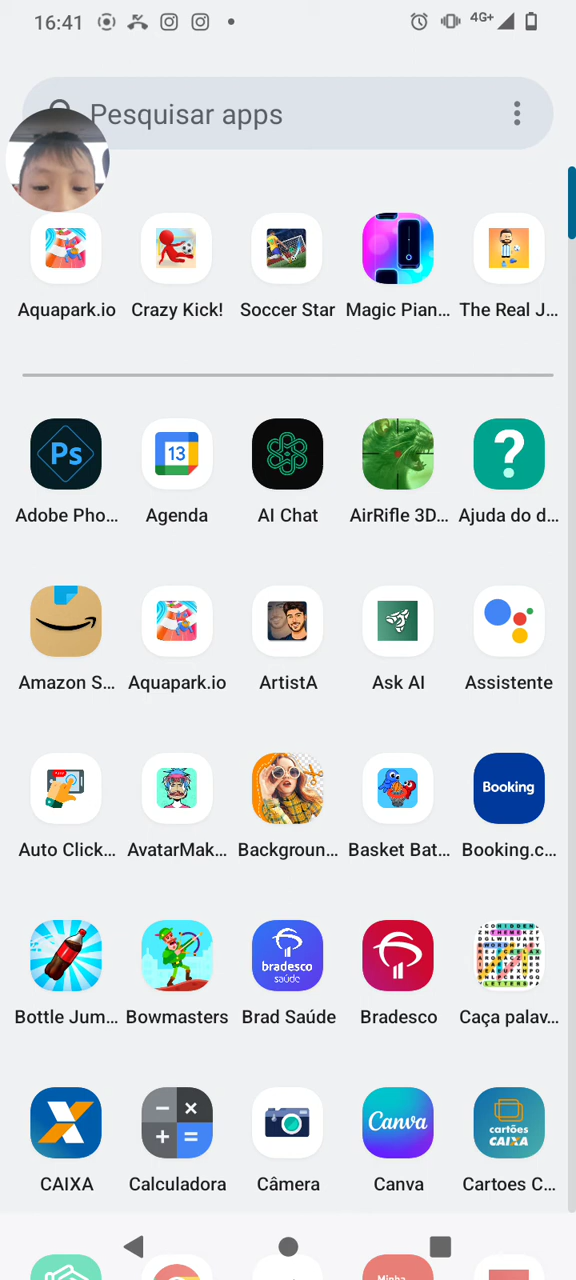 16:41 4G+
Pesquisar apps
Aquapark.io Crazy Kick! Soccer Star Magic Pian... The Real J...
Ps 13 ?
Adobe Pho... Agenda AI Chat AirRifle 3D... Ajuda do d...
Amazon S... Aquapark.io ArtistA Ask AI Assistente
Booking
Auto Click... AvatarMak... Backgroun... Basket Bat... Booking.c...
bradesco
saúde
Bottle Jum... Bowmasters Brad Saúde Bradesco Caça palav...
Canva cartões
CAIXA
CAIXA Calculadora Câmera Canva Cartoes C...
Minha